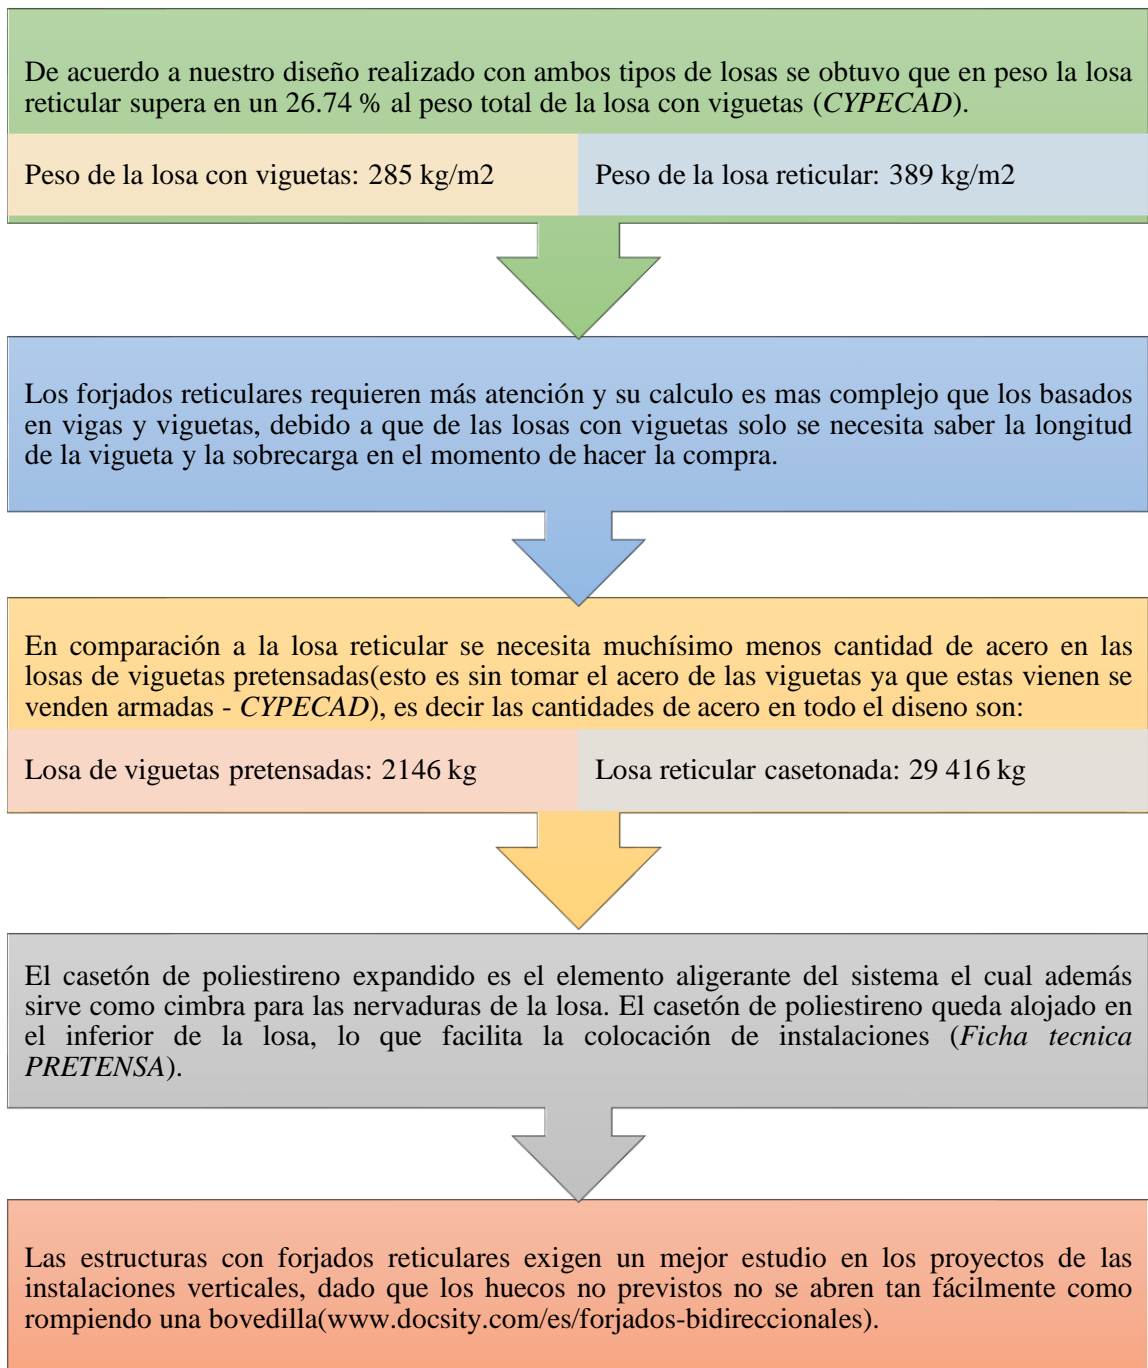 De acuerdo a nuestro diseño realizado con ambos tipos de losas se obtuvo que en peso la losa
reticular supera en un 26.74 % al peso total de la losa con viguetas (CYPECAD).
Peso de la losa con viguetas: 285 kg/m2
Peso de la losa reticular: 389 kg/m2
Los forjados reticulares requieren más atención y su calculo es mas complejo que los basados
en vigas y viguetas, debido a que de las losas con viguetas solo se necesita saber la longitud
de la vigueta y la sobrecarga en el momento de hacer la compra.
En comparación a la losa reticular se necesita muchísimo menos cantidad de acero en las
losas de viguetas pretensadas(esto es sin tomar el acero de las viguetas ya que estas vienen se
venden armadas - CYPECAD), es decir las cantidades de acero en todo el diseno son:
Losa de viguetas pretensadas: 2146 kg
Losa reticular casetonada: 29 416 kg
El casetón de poliestireno expandido es el elemento aligerante del sistema el cual además
sirve como cimbra para las nervaduras de la losa. El casetón de poliestireno queda alojado en
el inferior de la losa, lo que facilita la colocación de instalaciones (Ficha tecnica
PRETENSA).
Las estructuras con forjados reticulares exigen un mejor estudio en los proyectos de las
instalaciones verticales, dado que los huecos no previstos no se abren tan fácilmente como
rompiendo una bovedilla(www.docsity.com/es/forjados-bidireccionales).